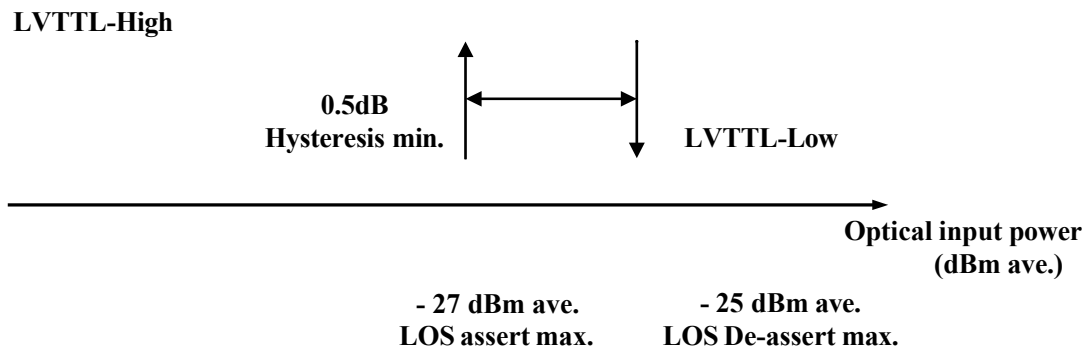 LVTTL-High
0.5dB
Hysteresis min.
LVTTL-Low
Optical input power
(dBm ave.)
- 27 dBm ave.
LOS assert max.
- 25 dBm ave.
LOS De-assert max.